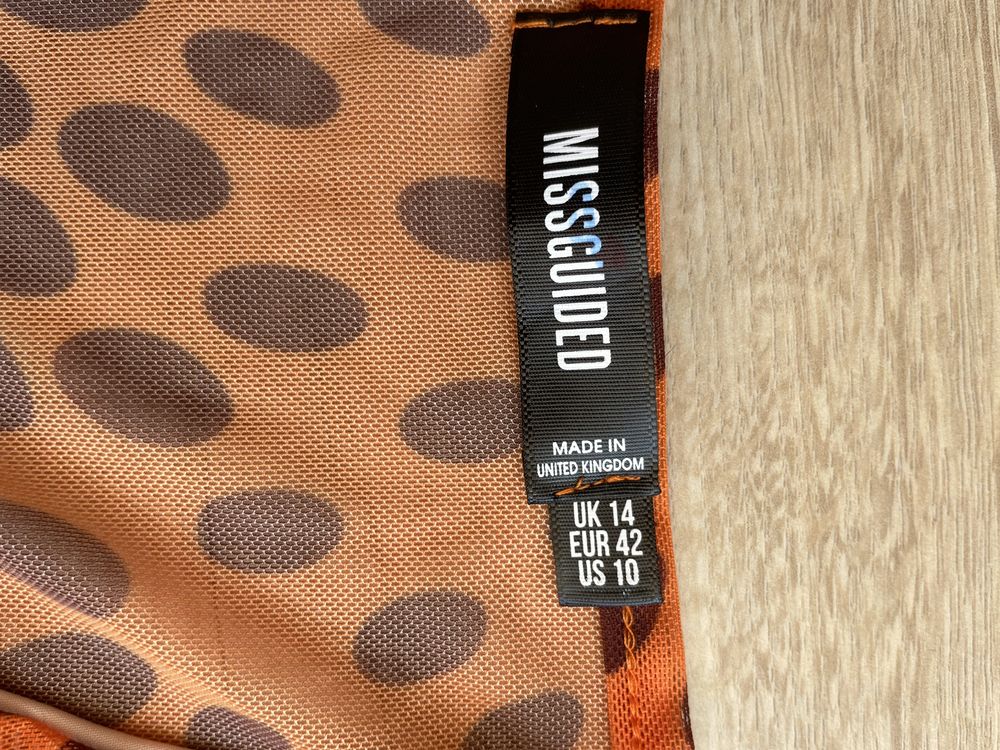 MISSGUIDED
MADE IN
UNITED KINGDOM
UK 14
EUR 42
US 10